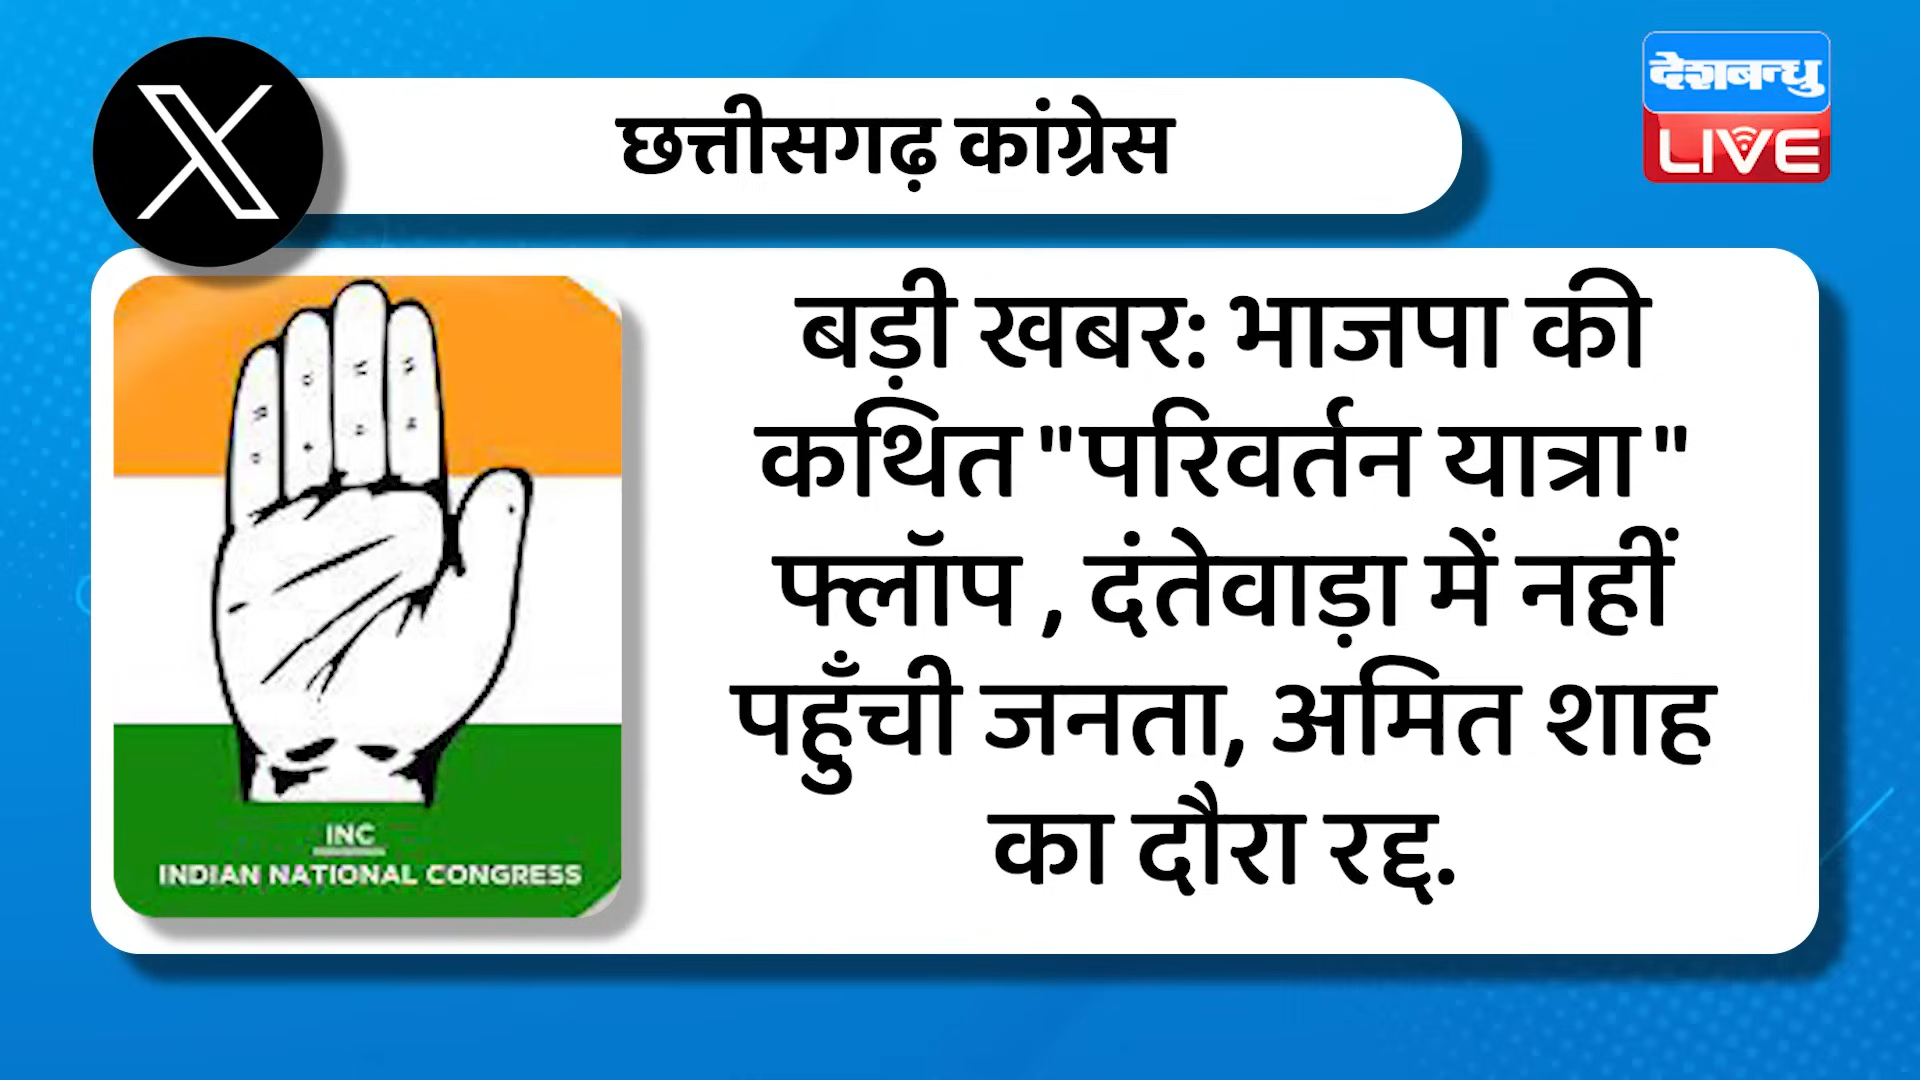 छत्तीसगढ़ कांग्रेस
देशबन्धु
LIVE
बड़ी खबर: भाजपा की
कथित "परिवर्तन यात्रा"
फ्लॉप , दंतेवाड़ा में नहीं
पहुँची जनता, अमित शाह
का दौरा रद्द.
INC
INDIAN NATIONAL CONGRESS